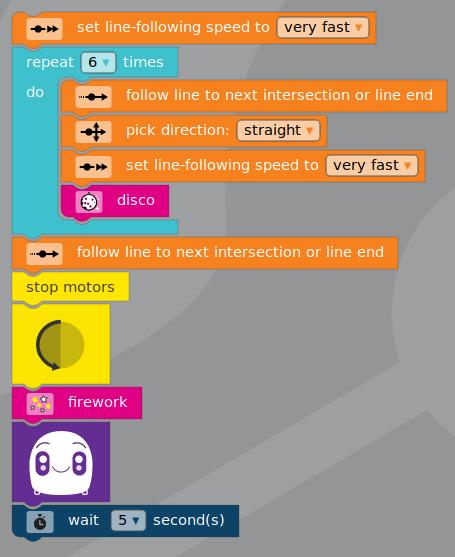 set line-following speed to very fast ▾
repeat 6 ▾ times
do
follow line to next intersection or line end
pick direction: straight ▾
set line-following speed to very fast ▾
disco
follow line to next intersection or line end
stop motors
firework
wait 5 ▾ second(s)